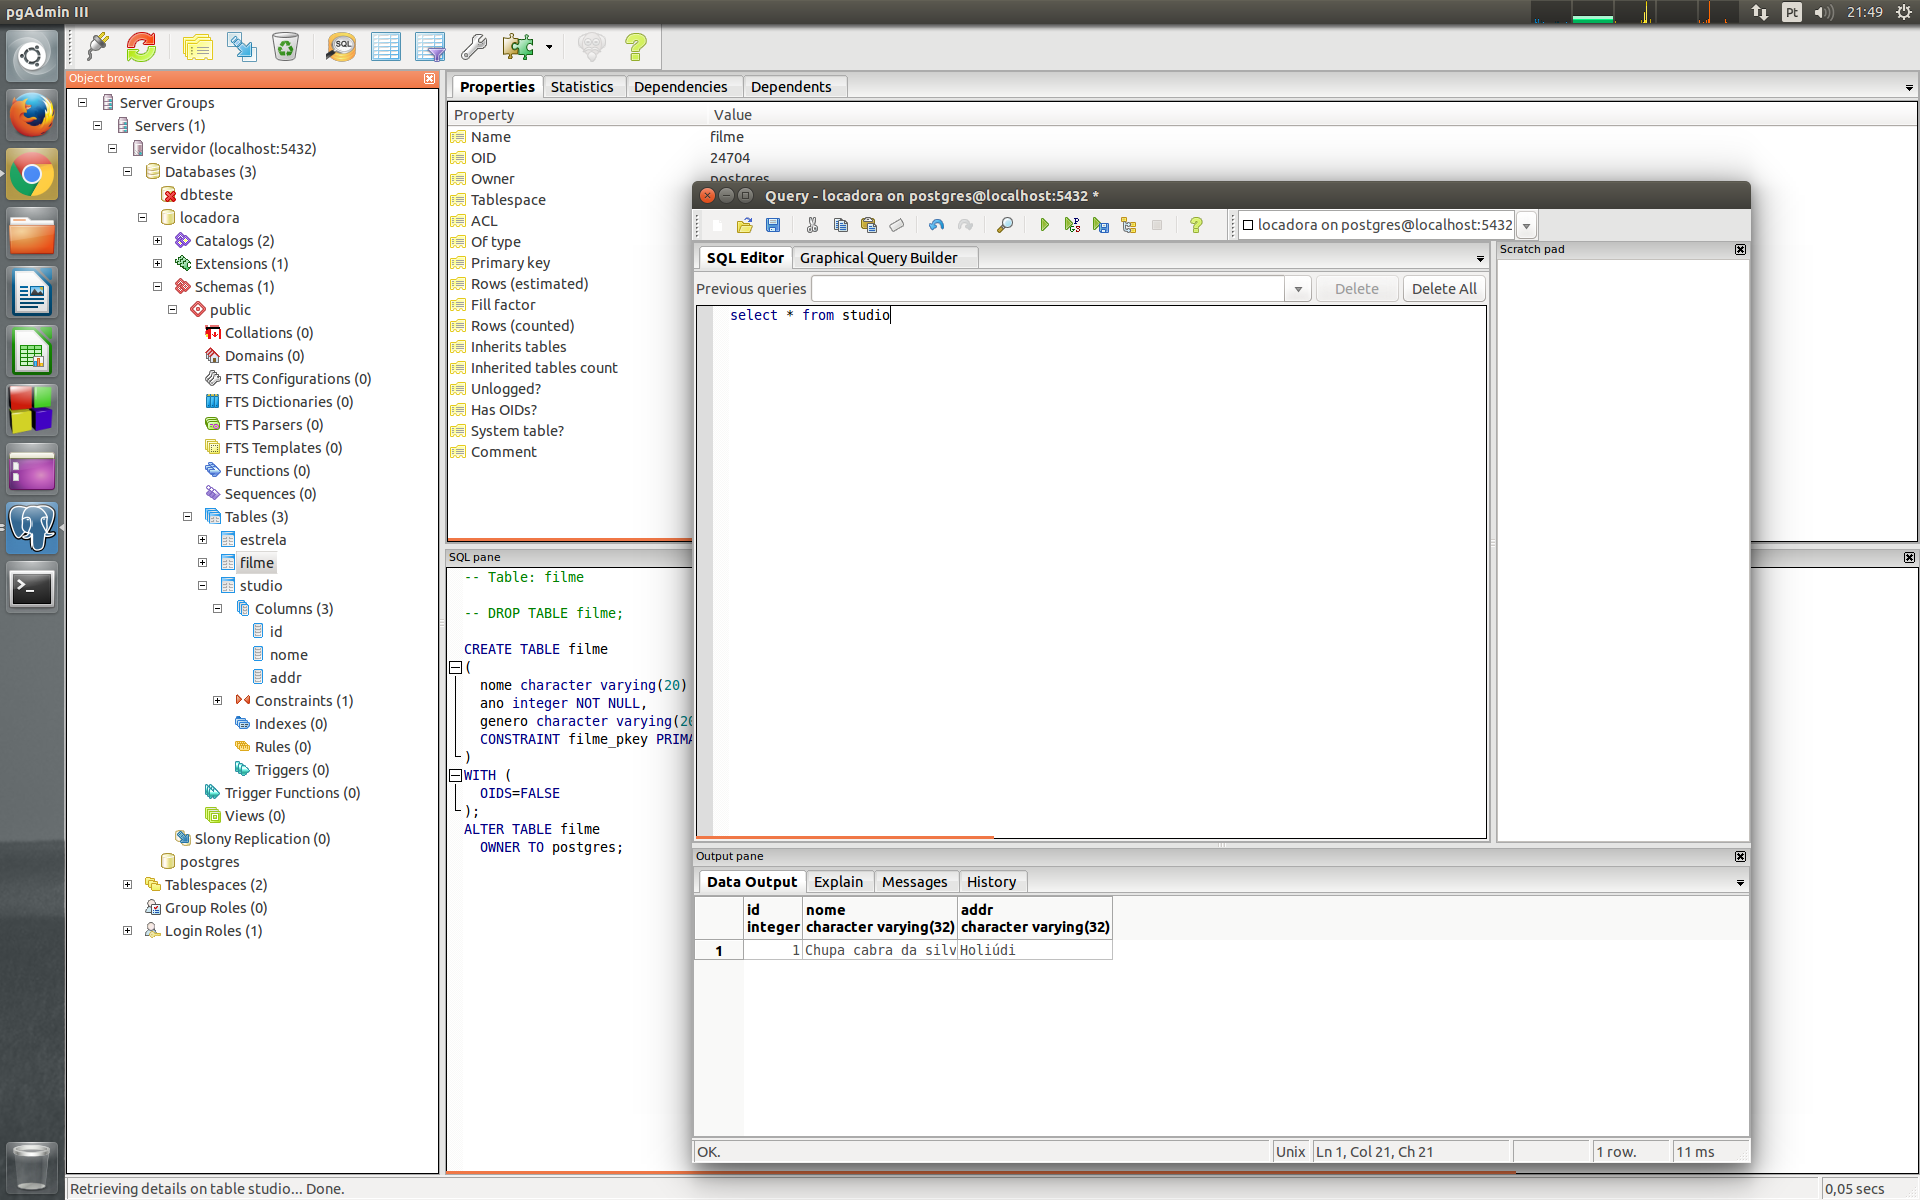 pgAdmin III
Pt
21:49
SQL
Object browser
Server Groups
Servers (1)
servidor (localhost:5432)
Databases (3)
dbteste
locadora
Catalogs (2)
Extensions (1)
Schemas (1)
public
Collations (0)
Domains (0)
FTS Configurations (0)
FTS Dictionaries (0)
FTS Parsers (0)
FTS Templates (0)
Functions (0)
Sequences (0)
Tables (3)
estrela
filme
studio
Columns (3)
id
nome
addr
Constraints (1)
Indexes (0)
Rules (0)
Triggers (0)
Trigger Functions (0)
Views (0)
Slony Replication (0)
postgres
Tablespaces (2)
Group Roles (0)
Login Roles (1)
Properties Statistics Dependencies Dependents
Property Value
Name filme
OID 24704
Owner postgres
Tablespace
ACL
Of type
Primary key
Rows (estimated)
Fill factor
Rows (counted)
Inherits tables
Inherited tables count
Unlogged?
Has OIDs?
System table?
Comment
SQL pane
-- Table: filme
-- DROP TABLE filme;
CREATE TABLE filme
(
nome character varying(20)
ano integer NOT NULL,
genero character varying(20
CONSTRAINT filme_pkey PRIMA
)
WITH (
OIDS=FALSE
);
ALTER TABLE filme
OWNER TO postgres;
Query - locadora on postgres@localhost:5432 *
locadora on postgres@localhost:5432
SQL Editor Graphical Query Builder
Scratch pad
Previous queries Delete Delete All
select * from studio
Output pane
Data Output Explain Messages History
id nome addr
integer character varying(32) character varying(32)
1 1 Chupa cabra da silv Holiúdi
OK. Unix Ln 1, Col 21, Ch 21 1 row. 11 ms
Retrieving details on table studio... Done. 0,05 secs